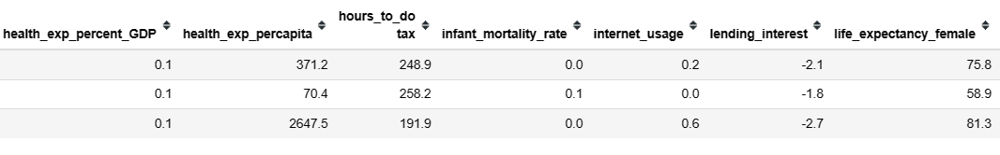 health_exp_percent_GDP health_exp_percapita hours_to_do tax infant_mortality_rate internet_usage lending_interest life_expectancy_female
0.1 371.2 248.9 0.0 0.2 -2.1 75.8
0.1 70.4 258.2 0.1 0.0 -1.8 58.9
0.1 2647.5 191.9 0.0 0.6 -2.7 81.3